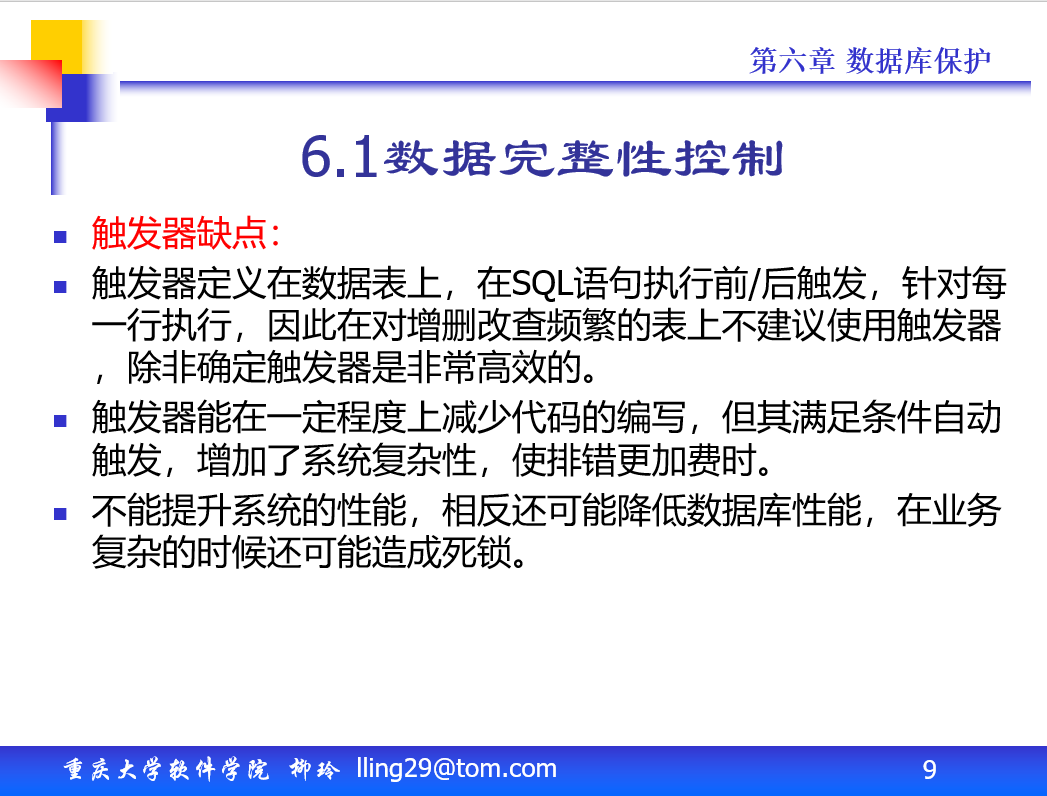 第六章 数据库保护
6.1数据完整性控制
触发器缺点：
触发器定义在数据表上，在SQL语句执行前/后触发，针对每
一行执行，因此在对增删改查频繁的表上不建议使用触发器
，除非确定触发器是非常高效的。
触发器能在一定程度上减少代码的编写，但其满足条件自动
触发，增加了系统复杂性，使排错更加费时。
不能提升系统的性能，相反还可能降低数据库性能，在业务
复杂的时候还可能造成死锁。
重庆大学软件学院 柳玲 lling29@tom.com 9